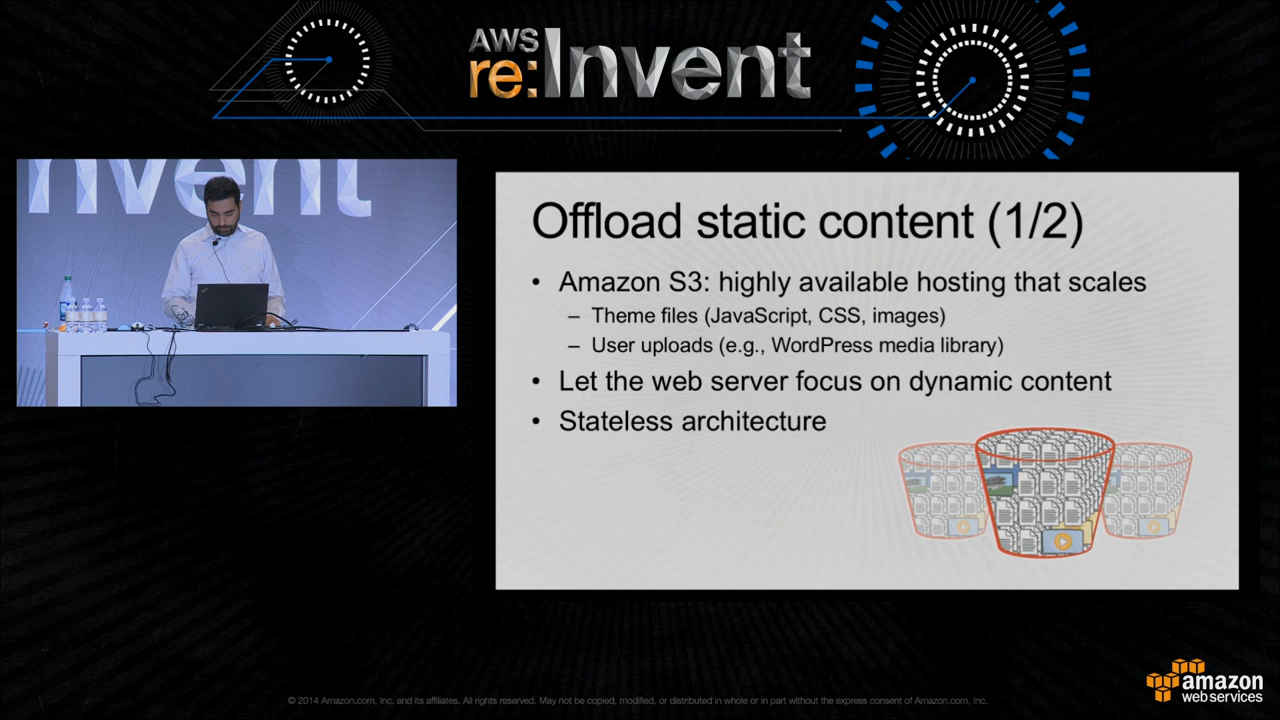 AWS
re:Invent
nvent
Offload static content (1/2)
• Amazon S3: highly available hosting that scales
– Theme files (JavaScript, CSS, images)
– User uploads (e.g., WordPress media library)
• Let the web server focus on dynamic content
• Stateless architecture
© 2014 Amazon.com, Inc. and its affiliates. All rights reserved. May not be copied, modified, or distributed in whole or in part without the express consent of Amazon.com, Inc.
amazon
web services